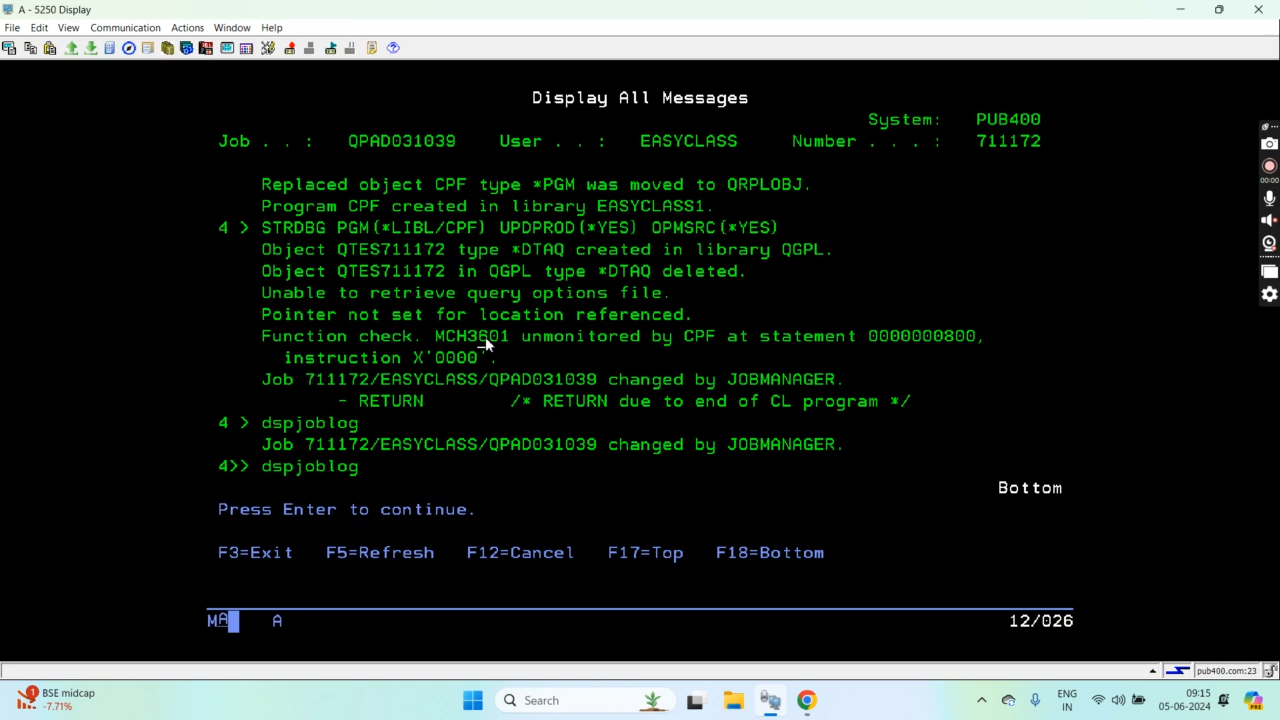 A - 5250 Display
File Edit View Communication Actions Window Help
Display All Messages
System: PUB400
Job . . : QPAD031039 User . . : EASYCLASS Number . . . : 711172
Replaced object CPF type *PGM was moved to QRPLOBJ.
Program CPF created in library EASYCLASS1.
4 > STRDBG PGM(*LIBL/CPF) UPDPROD(*YES) OPMSRC(*YES)
Object QTES711172 type *DTAQ created in library QGPL.
Object QTES711172 in QGPL type *DTAQ deleted.
Unable to retrieve query options file.
Pointer not set for location referenced.
Function check. MCH3601 unmonitored by CPF at statement 0000000800,
instruction X'0000'.
Job 711172/EASYCLASS/QPAD031039 changed by JOBMANAGER.
- RETURN /* RETURN due to end of CL program */
4 > dspjoblog
Job 711172/EASYCLASS/QPAD031039 changed by JOBMANAGER.
4>> dspjoblog
Bottom
Press Enter to continue.
F3=Exit F5=Refresh F12=Cancel F17=Top F18=Bottom
MA A 12/026
pub400.com:23
00:00
1
BSE midcap
-7.71%
Search
ENG
IN
09:15
05-06-2024
PRE